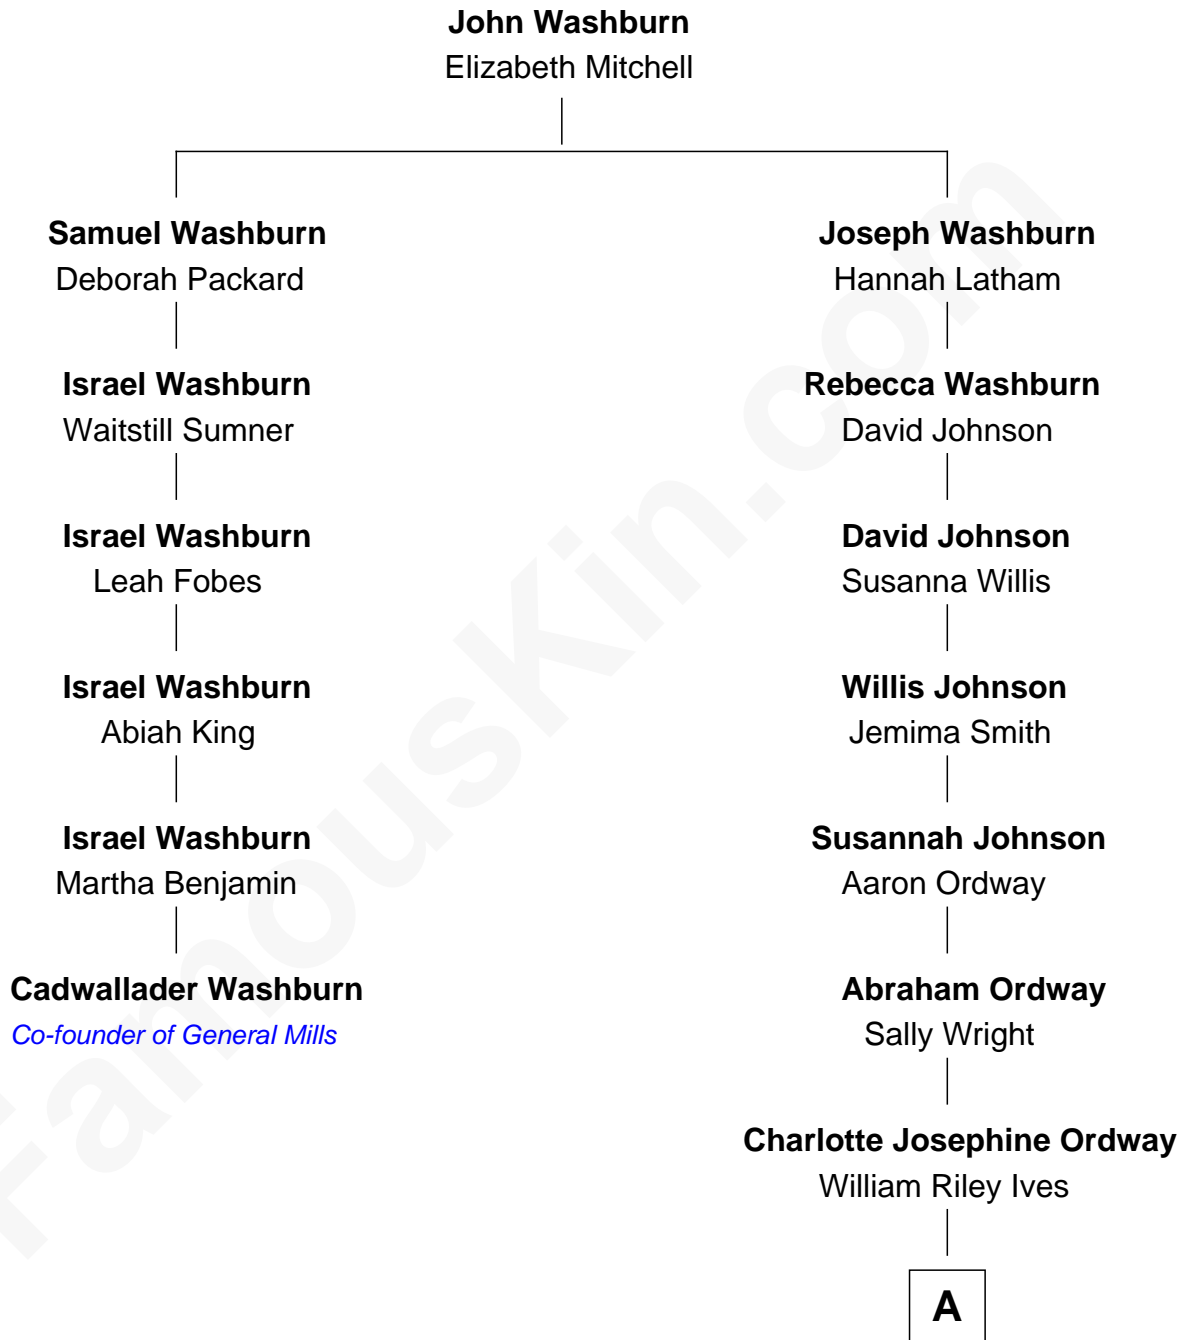 John Washburn
Elizabeth Mitchell
Samuel Washburn
Deborah Packard
Israel Washburn
Waitstill Sumner
Israel Washburn
Leah Fobes
Israel Washburn
Abiah King
Israel Washburn
Martha Benjamin
Cadwallader Washburn
Co-founder of General Mills
Joseph Washburn
Hannah Latham
Rebecca Washburn
David Johnson
David Johnson
Susanna Willis
Willis Johnson
Jemima Smith
Susannah Johnson
Aaron Ordway
Abraham Ordway
Sally Wright
Charlotte Josephine Ordway
William Riley Ives
A
FamousKin.com